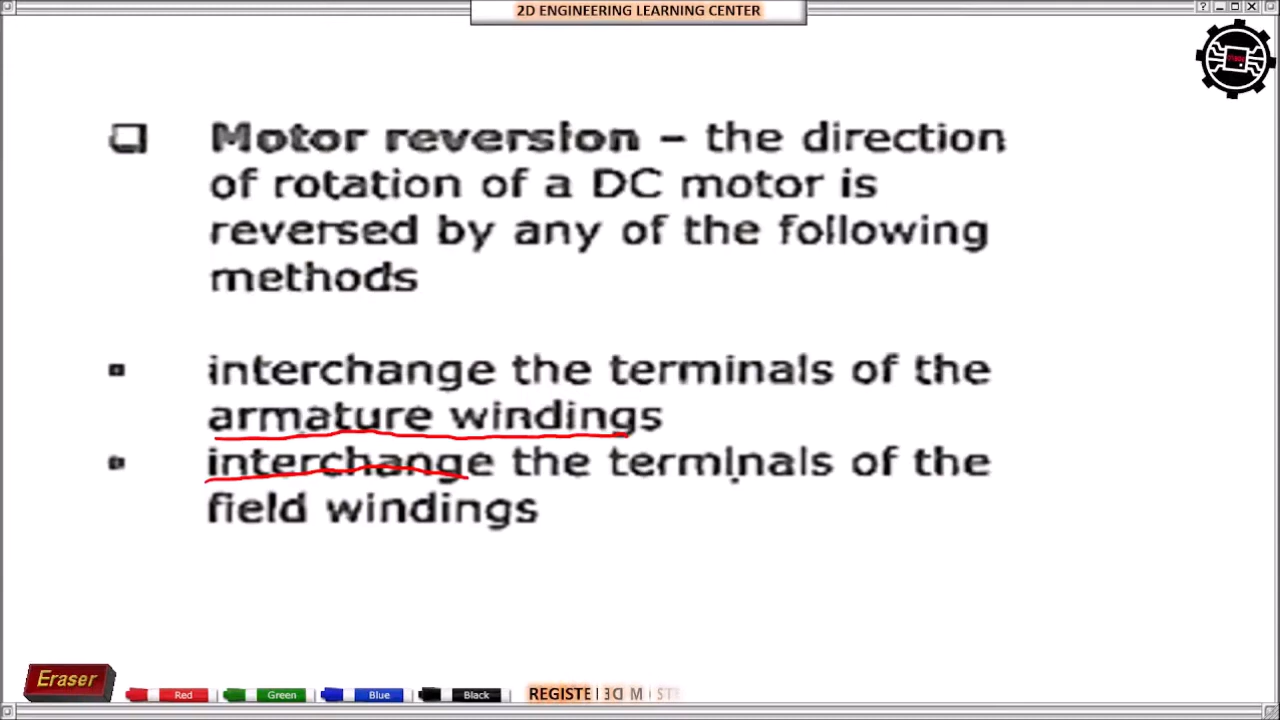 2D ENGINEERING LEARNING CENTER
Motor reversion – the direction
of rotation of a DC motor is
reversed by any of the following
methods
interchange the terminals of the
armature windings
interchange the terminals of the
field windings
Eraser
Red
Green
Blue
Black